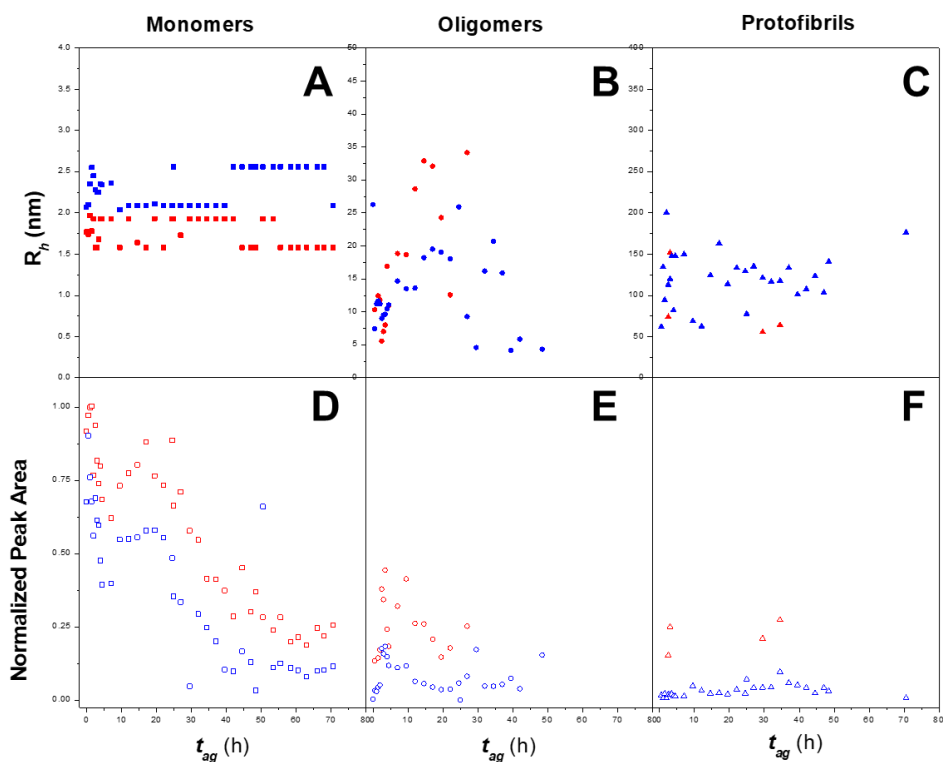 Monomers Oligomers Protofibrils
4.0 50 400
3.5 45 350
3.0 40 300
2.5 35 250
2.0 30 200
1.5 25 150
1.0 20 100
0.5 15 50
0.0 10 0
5
0
A B C
R_h (nm)
D E F
1.00
0.75
0.50
0.25
0.00
Normalized Peak Area
0 10 20 30 40 50 60 70 80 0 10 20 30 40 50 60 70 80 0 10 20 30 40 50 60 70 80
t_ag (h) t_ag (h) t_ag (h)